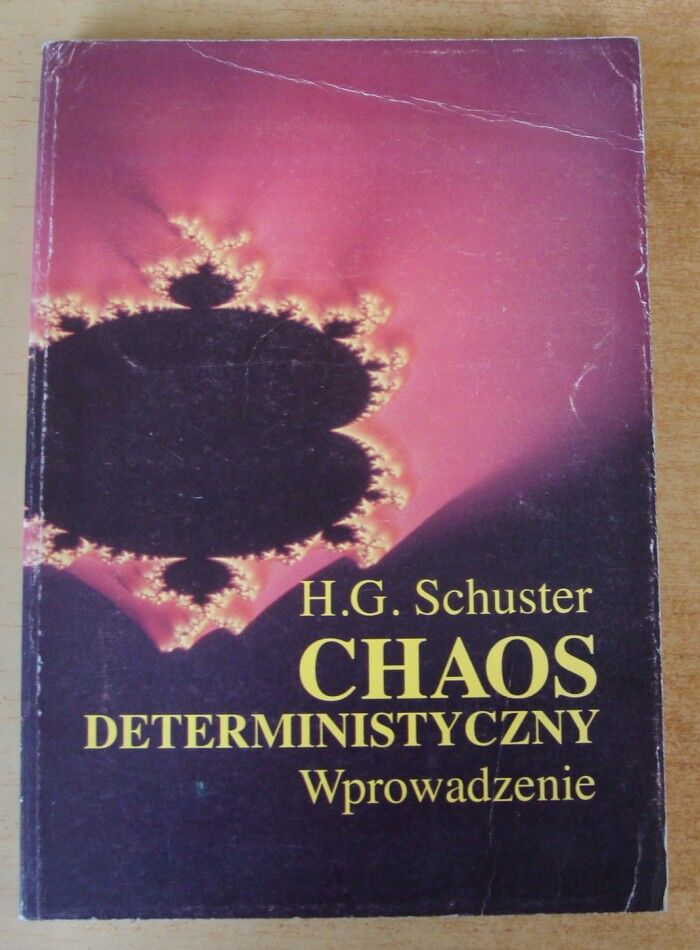 H.G. Schuster
CHAOS
DETERMINISTYCZNY
Wprowadzenie